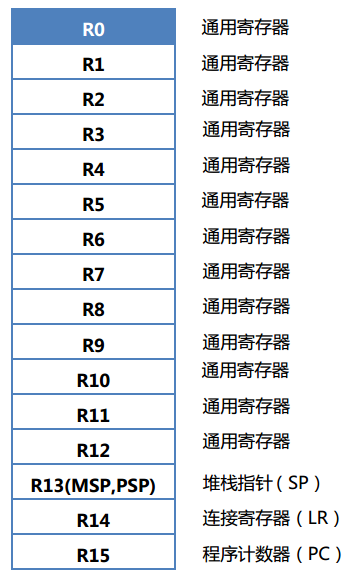 R0 通用寄存器
R1 通用寄存器
R2 通用寄存器
R3 通用寄存器
R4 通用寄存器
R5 通用寄存器
R6 通用寄存器
R7 通用寄存器
R8 通用寄存器
R9 通用寄存器
R10 通用寄存器
R11 通用寄存器
R12 通用寄存器
R13(MSP,PSP) 堆栈指针（SP）
R14 连接寄存器（LR）
R15 程序计数器（PC）